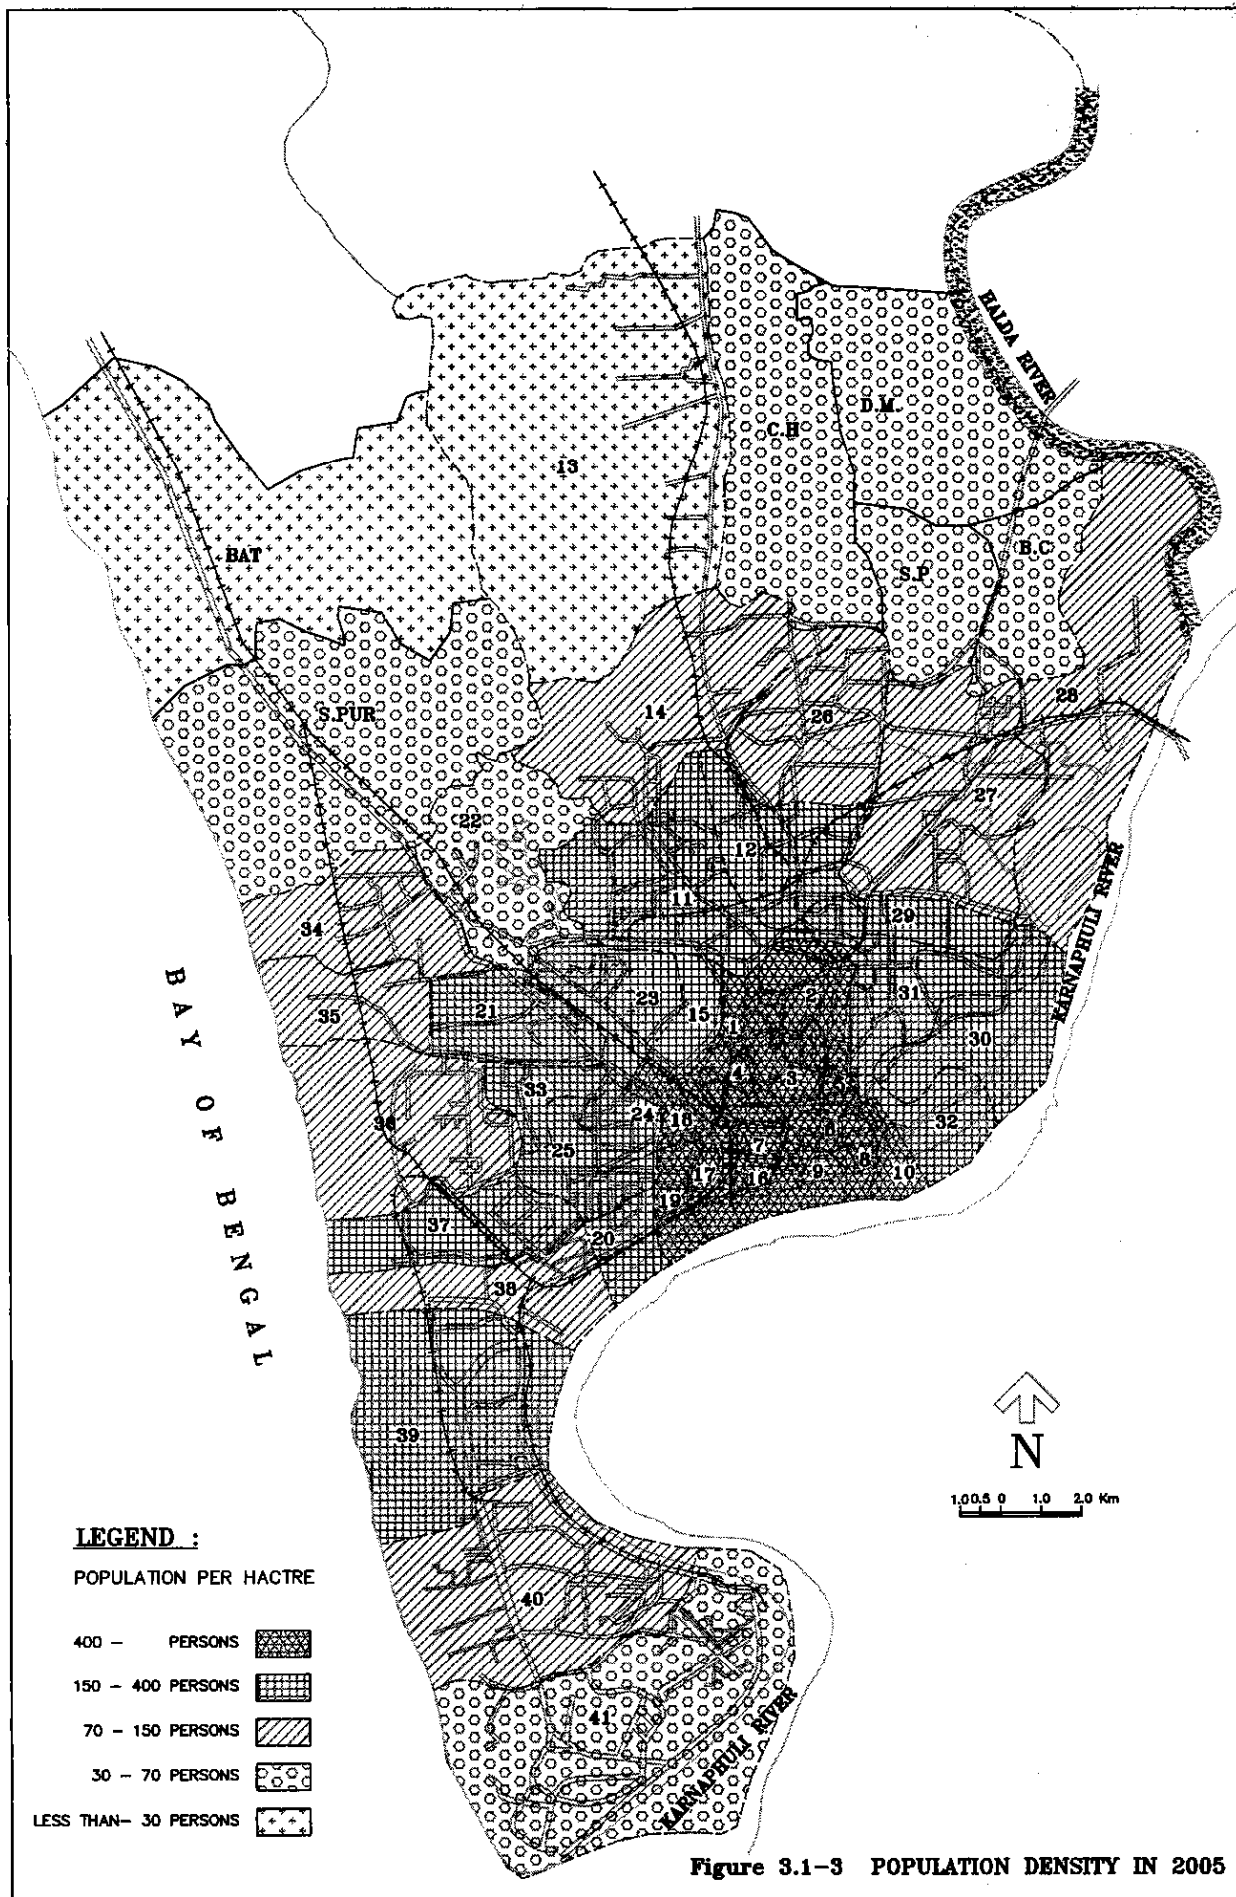 HALDA RIVER
D.M.
C.H
13
BAT
B.C.
S.P.
S.PUR
14
26
28
27
22
12
11
29
34
KARNAPHULI RIVER
BAY OF BENGAL
2
31
23
15
21
35
1
30
4
3
5
33
24
18
32
36
6
7
25
8
9
10
17
16
19
37
20
38
39
N
1.0 0.5 0 1.0 2.0 Km
LEGEND :
POPULATION PER HACTRE
400 - PERSONS
150 - 400 PERSONS
70 - 150 PERSONS
30 - 70 PERSONS
LESS THAN- 30 PERSONS
40
41
KARNAPHULI RIVER
Figure 3.1-3 POPULATION DENSITY IN 2005